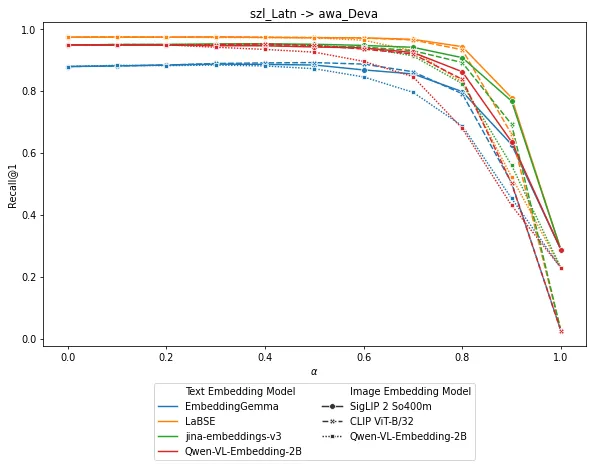 szl_Latn -> awa_Deva
Recall@1
1.0
0.8
0.6
0.4
0.2
0.0
0.0 0.2 0.4 0.6 0.8 1.0
α
Text Embedding Model
EmbeddingGemma
LaBSE
jina-embeddings-v3
Qwen-VL-Embedding-2B
Image Embedding Model
SigLIP 2 So400m
CLIP ViT-B/32
Qwen-VL-Embedding-2B